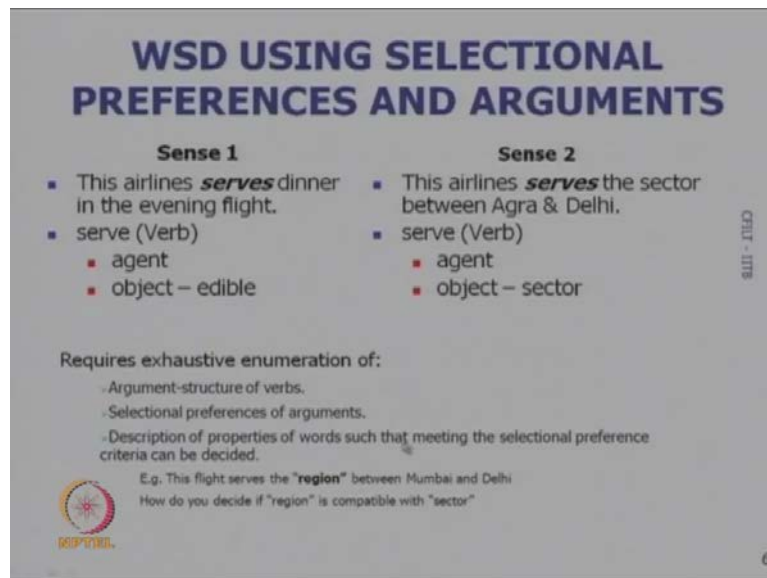 WSD USING SELECTIONAL
PREFERENCES AND ARGUMENTS
Sense 1
This airlines serves dinner
in the evening flight.
serve (Verb)
agent
object – edible
Sense 2
This airlines serves the sector
between Agra & Delhi.
serve (Verb)
agent
object – sector
CFILT - IITB
Requires exhaustive enumeration of:
Argument-structure of verbs.
Selectional preferences of arguments.
Description of properties of words such that meeting the selectional preference
criteria can be decided.
E.g. This flight serves the "region" between Mumbai and Delhi
How do you decide if "region" is compatible with "sector"
NPTEL
6